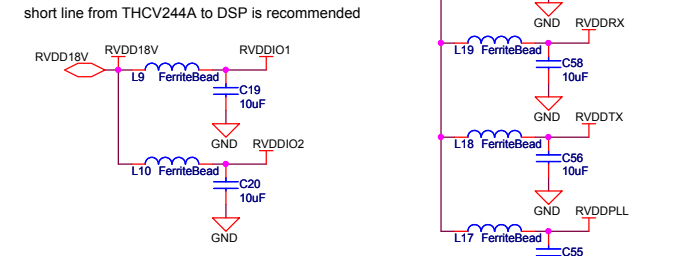 short line from THCV244A to DSP is recommended
RVDD18V
RVDD18V
RVDDIO1
L9
FerriteBead
C19
10uF
GND
RVDDIO2
L10
FerriteBead
C20
10uF
GND
GND
RVDDRX
L19
FerriteBead
C58
10uF
GND
RVDDTX
L18
FerriteBead
C56
10uF
GND
RVDDPLL
L17
FerriteBead
C55